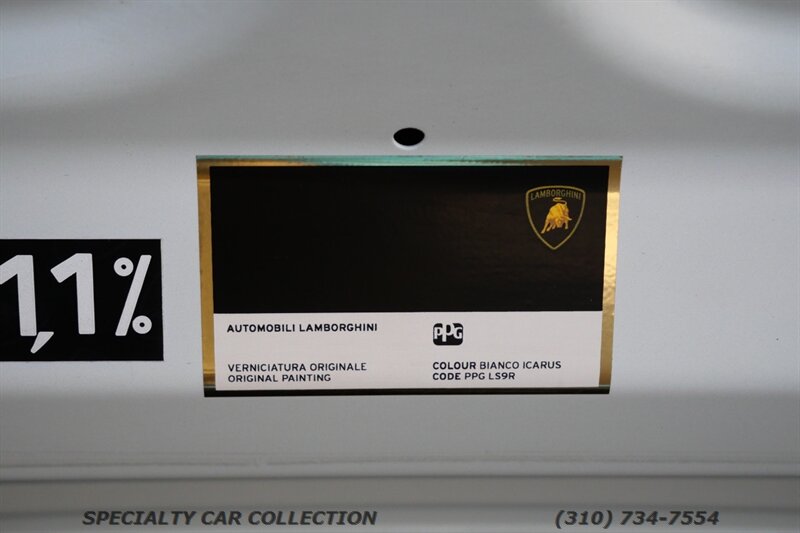 LAMBORGHINI
1,1%
AUTOMOBILI LAMBORGHINI
PPG
VERNICIATURA ORIGINALE
ORIGINAL PAINTING
COLOUR BIANCO ICARUS
CODE PPG LS9R
SPECIALTY CAR COLLECTION
(310) 734-7554